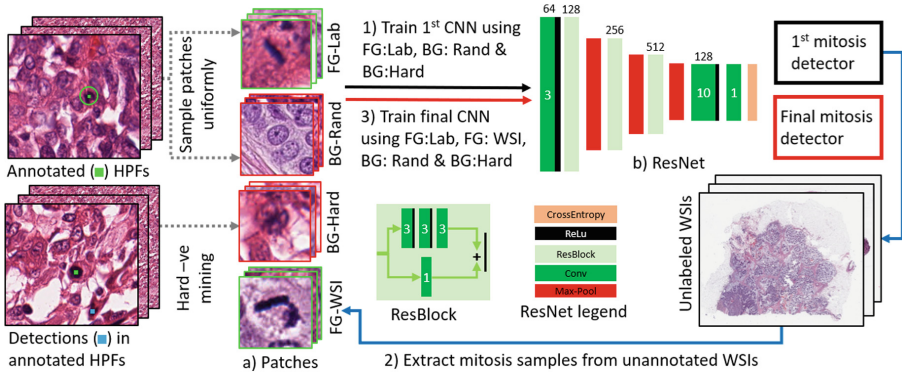 Annotated (■) HPFs
Detections (■) in
annotated HPFs
Sample patches
uniformly
Hard –ve
mining
FG-Lab
BG-Rand
BG-Hard
FG-WSI
a) Patches
1) Train 1st CNN using
FG:Lab, BG: Rand &
BG:Hard
3) Train final CNN
using FG:Lab, FG: WSI,
BG: Rand & BG:Hard
64
128
256
512
128
3
10
1
b) ResNet
1st mitosis
detector
Final mitosis
detector
3
3
3
1
+
ResBlock
CrossEntropy
ReLu
ResBlock
Conv
Max-Pool
ResNet legend
Unlabeled WSIs
2) Extract mitosis samples from unannotated WSIs